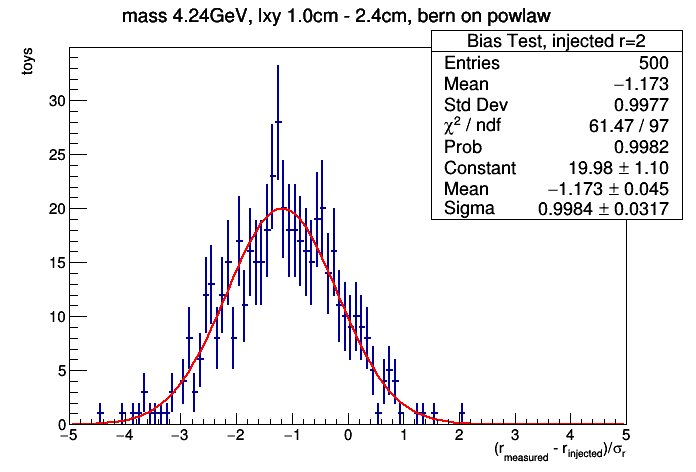 mass 4.24GeV, lxy 1.0cm - 2.4cm, bern on powlaw
toys
Bias Test, injected r=2
Entries 500
Mean −1.173
Std Dev 0.9977
χ² / ndf 61.47 / 97
Prob 0.9982
Constant 19.98 ± 1.10
Mean −1.173 ± 0.045
Sigma 0.9984 ± 0.0317
30
25
20
15
10
5
0
−5 −4 −3 −2 −1 0 1 2 3 4 5
(r_measured - r_injected)/σ_r